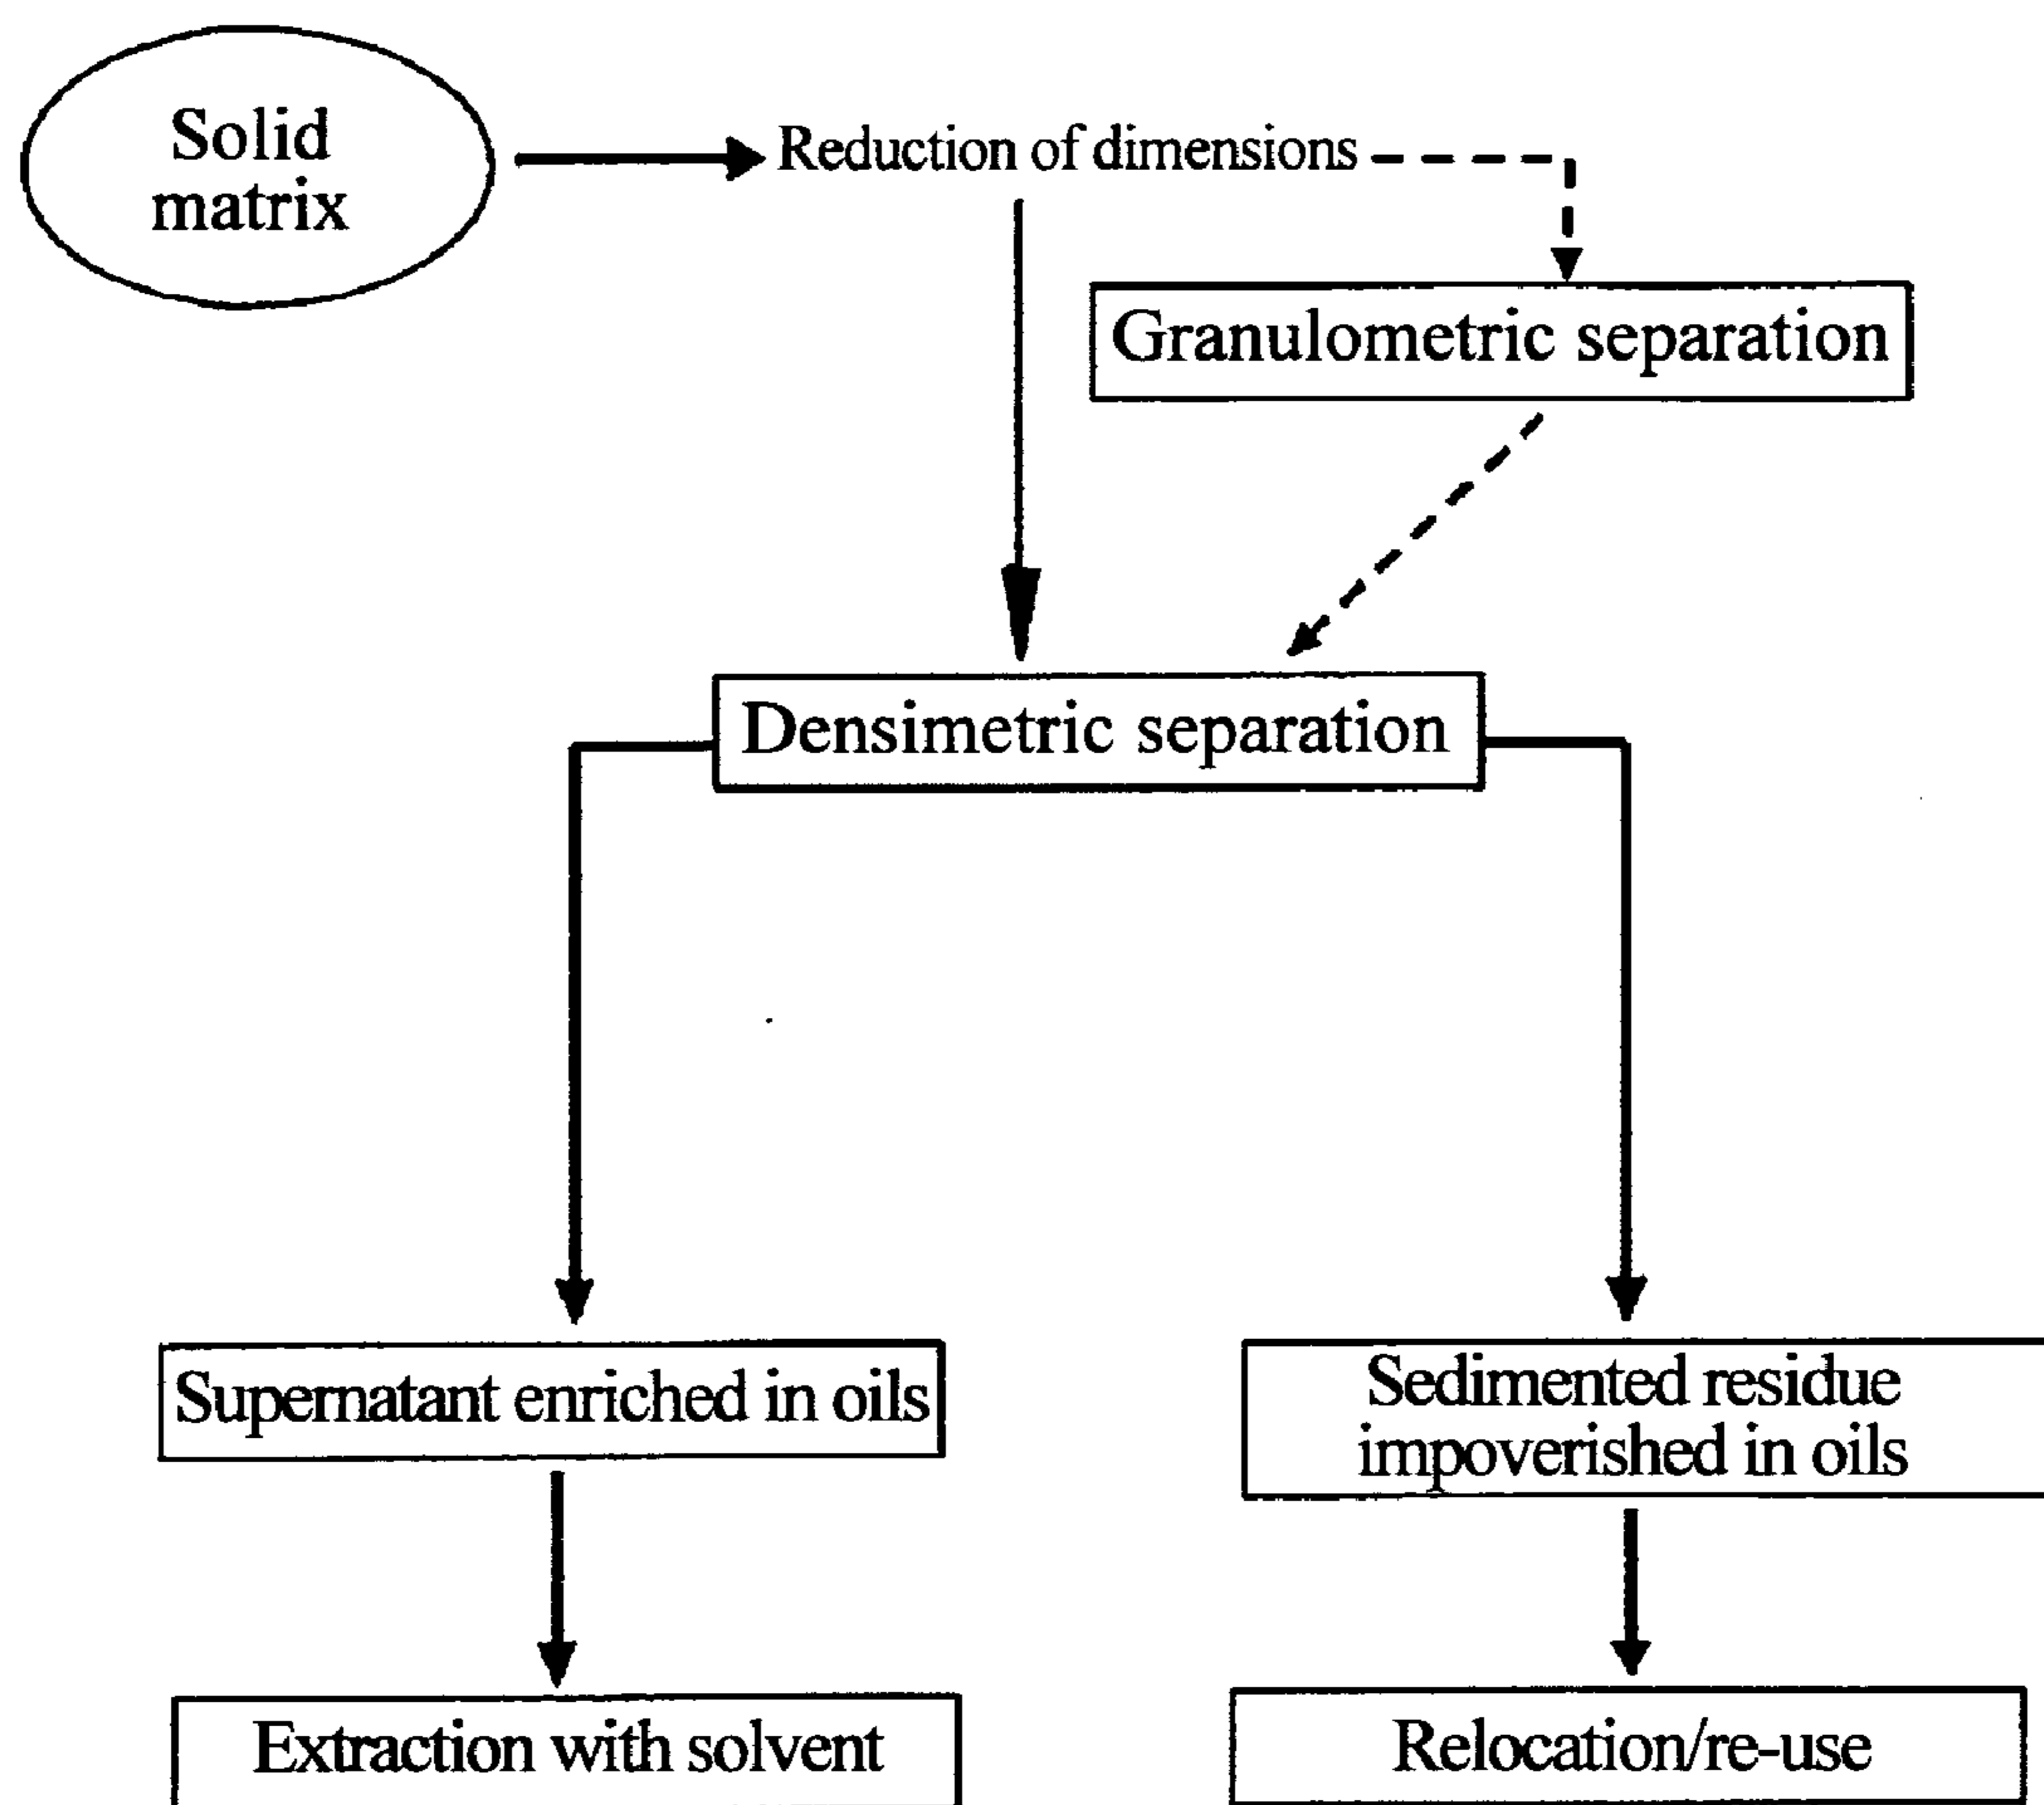 Solid
matrix
Reduction of dimensions
Granulometric separation
Densimetric separation
Supernatant enriched in oils
Sedimented residue
impoverished in oils
Extraction with solvent
Relocation/re-use